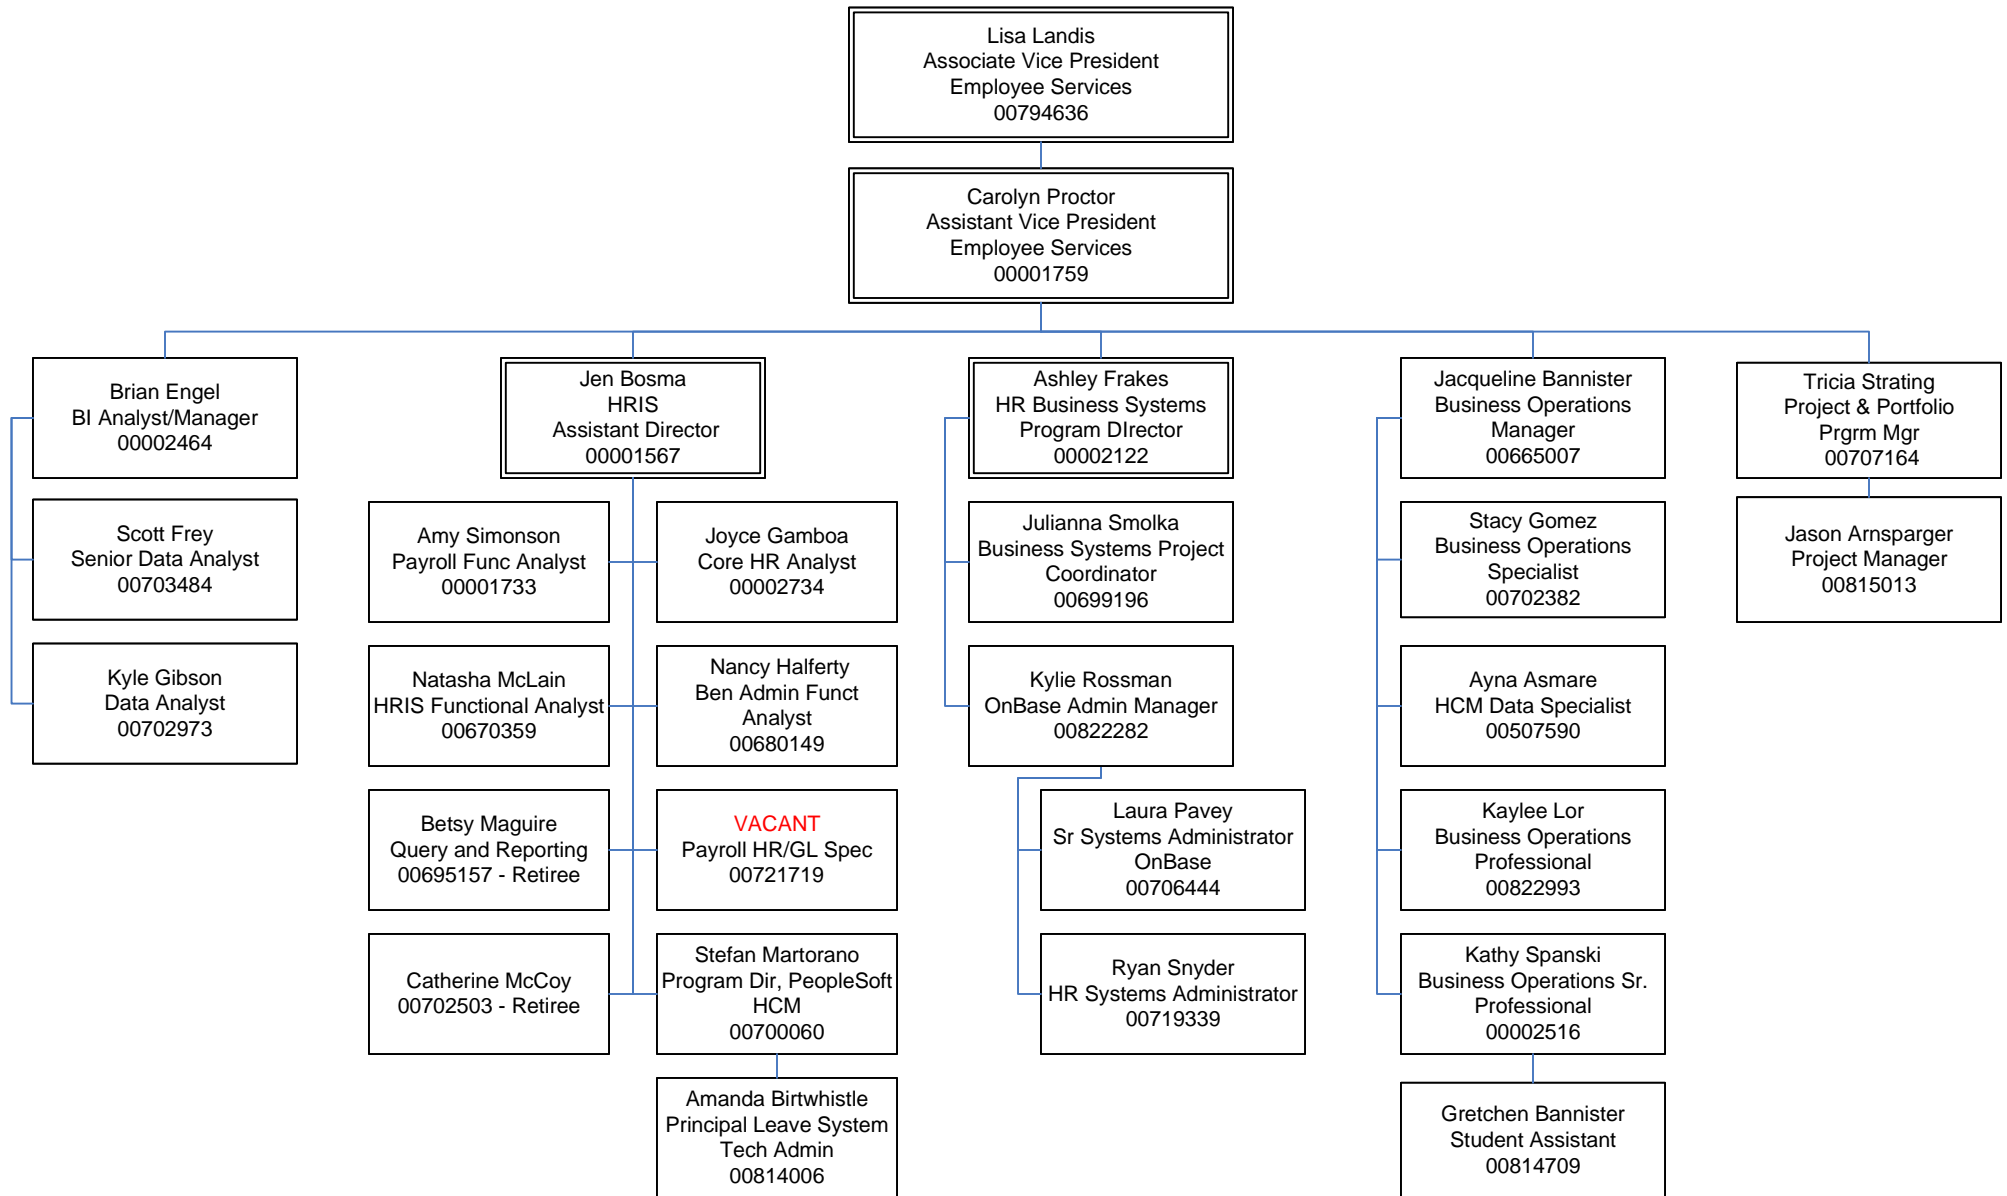 Lisa Landis
Associate Vice President
Employee Services
00794636
Carolyn Proctor
Assistant Vice President
Employee Services
00001759
Brian Engel
BI Analyst/Manager
00002464
Scott Frey
Senior Data Analyst
00703484
Kyle Gibson
Data Analyst
00702973
Jen Bosma
HRIS
Assistant Director
00001567
Amy Simonson
Payroll Func Analyst
00001733
Joyce Gamboa
Core HR Analyst
00002734
Natasha McLain
HRIS Functional Analyst
00670359
Nancy Halferty
Ben Admin Funct
Analyst
00680149
Betsy Maguire
Query and Reporting
00695157 - Retiree
VACANT
Payroll HR/GL Spec
00721719
Catherine McCoy
00702503 - Retiree
Stefan Martorano
Program Dir, PeopleSoft
HCM
00700060
Amanda Birtwhistle
Principal Leave System
Tech Admin
00814006
Ashley Frakes
HR Business Systems
Program DIrector
00002122
Julianna Smolka
Business Systems Project
Coordinator
00699196
Kylie Rossman
OnBase Admin Manager
00822282
Laura Pavey
Sr Systems Administrator
OnBase
00706444
Ryan Snyder
HR Systems Administrator
00719339
Jacqueline Bannister
Business Operations
Manager
00665007
Stacy Gomez
Business Operations
Specialist
00702382
Ayna Asmare
HCM Data Specialist
00507590
Kaylee Lor
Business Operations
Professional
00822993
Kathy Spanski
Business Operations Sr.
Professional
00002516
Gretchen Bannister
Student Assistant
00814709
Tricia Strating
Project & Portfolio
Prgrm Mgr
00707164
Jason Arnsparger
Project Manager
00815013